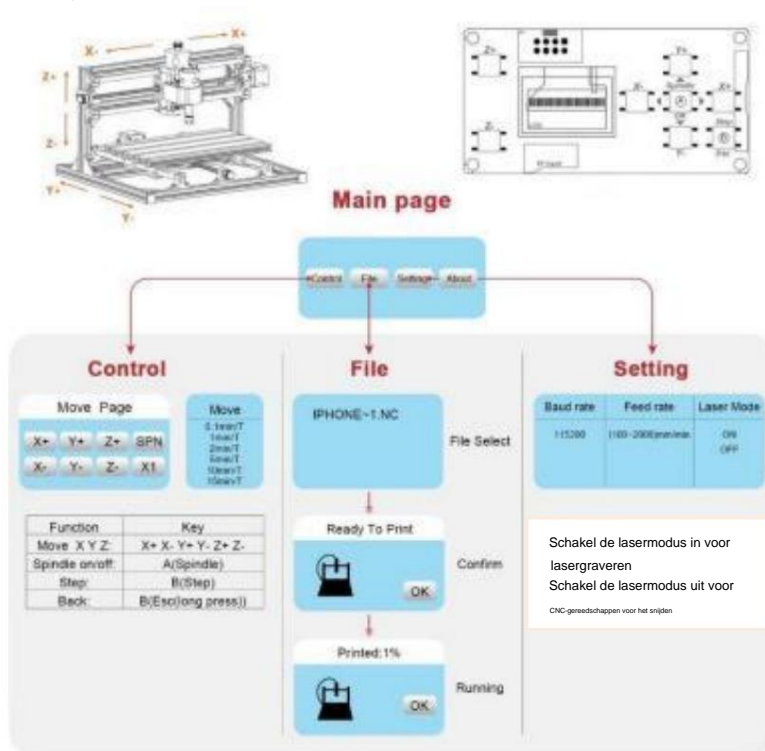 X- X+
Z+
Z-
Y+
Y-
Z+
Z-
Y+
X- Spindle X+
A
Off
Y-
Step
B
Main page
Control File Setting About
Control
Move Page
X+ Y+ Z+ SPN
X- Y- Z- X1
Move
0.1mm/T
1mm/T
2mm/T
5mm/T
10mm/T
15mm/T
Function Key
Move X Y Z: X+ X- Y+ Y- Z+ Z-
Spindle on/off: A(Spindle)
Step: B(Step)
Back: B(Esc(long press))
File
IPHONE~1.NC
File Select
Ready To Print
OK
Confirm
Printed:1%
OK
Running
Setting
Baud rate Feed rate Laser Mode
115200 (100~2000)mm/min ON
OFF
Schakel de lasermodus in voor
lasergraveren
Schakel de lasermodus uit voor
CNC-gereedschappen voor het snijden